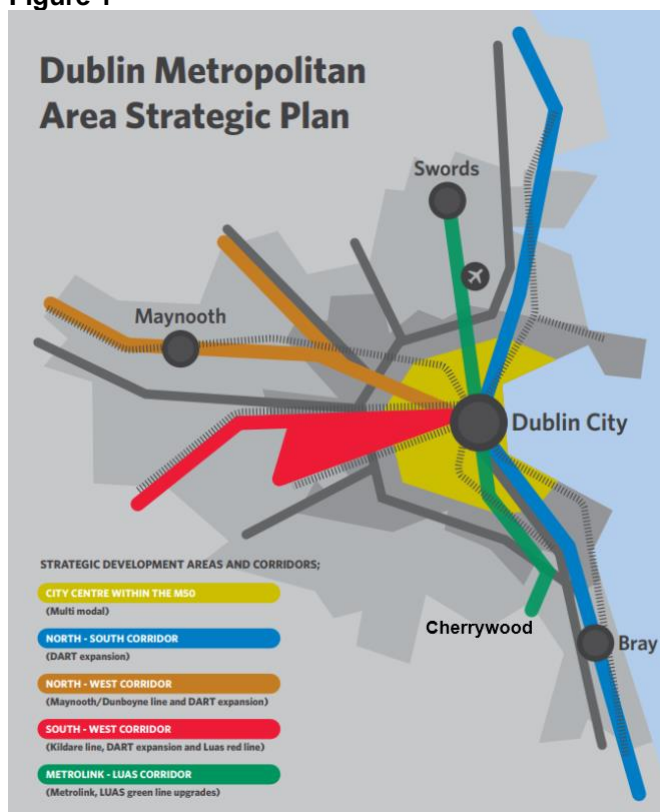 Figure 1
Dublin Metropolitan
Area Strategic Plan
Swords
Maynooth
Dublin City
STRATEGIC DEVELOPMENT AREAS AND CORRIDORS;
CITY CENTRE WITHIN THE M50
(Multi modal)
Cherrywood
NORTH - SOUTH CORRIDOR
(DART expansion)
Bray
NORTH - WEST CORRIDOR
(Maynooth/Dunboyne line and DART expansion)
SOUTH - WEST CORRIDOR
(Kildare line, DART expansion and Luas red line)
METROLINK - LUAS CORRIDOR
(Metrolink, LUAS green line upgrades)